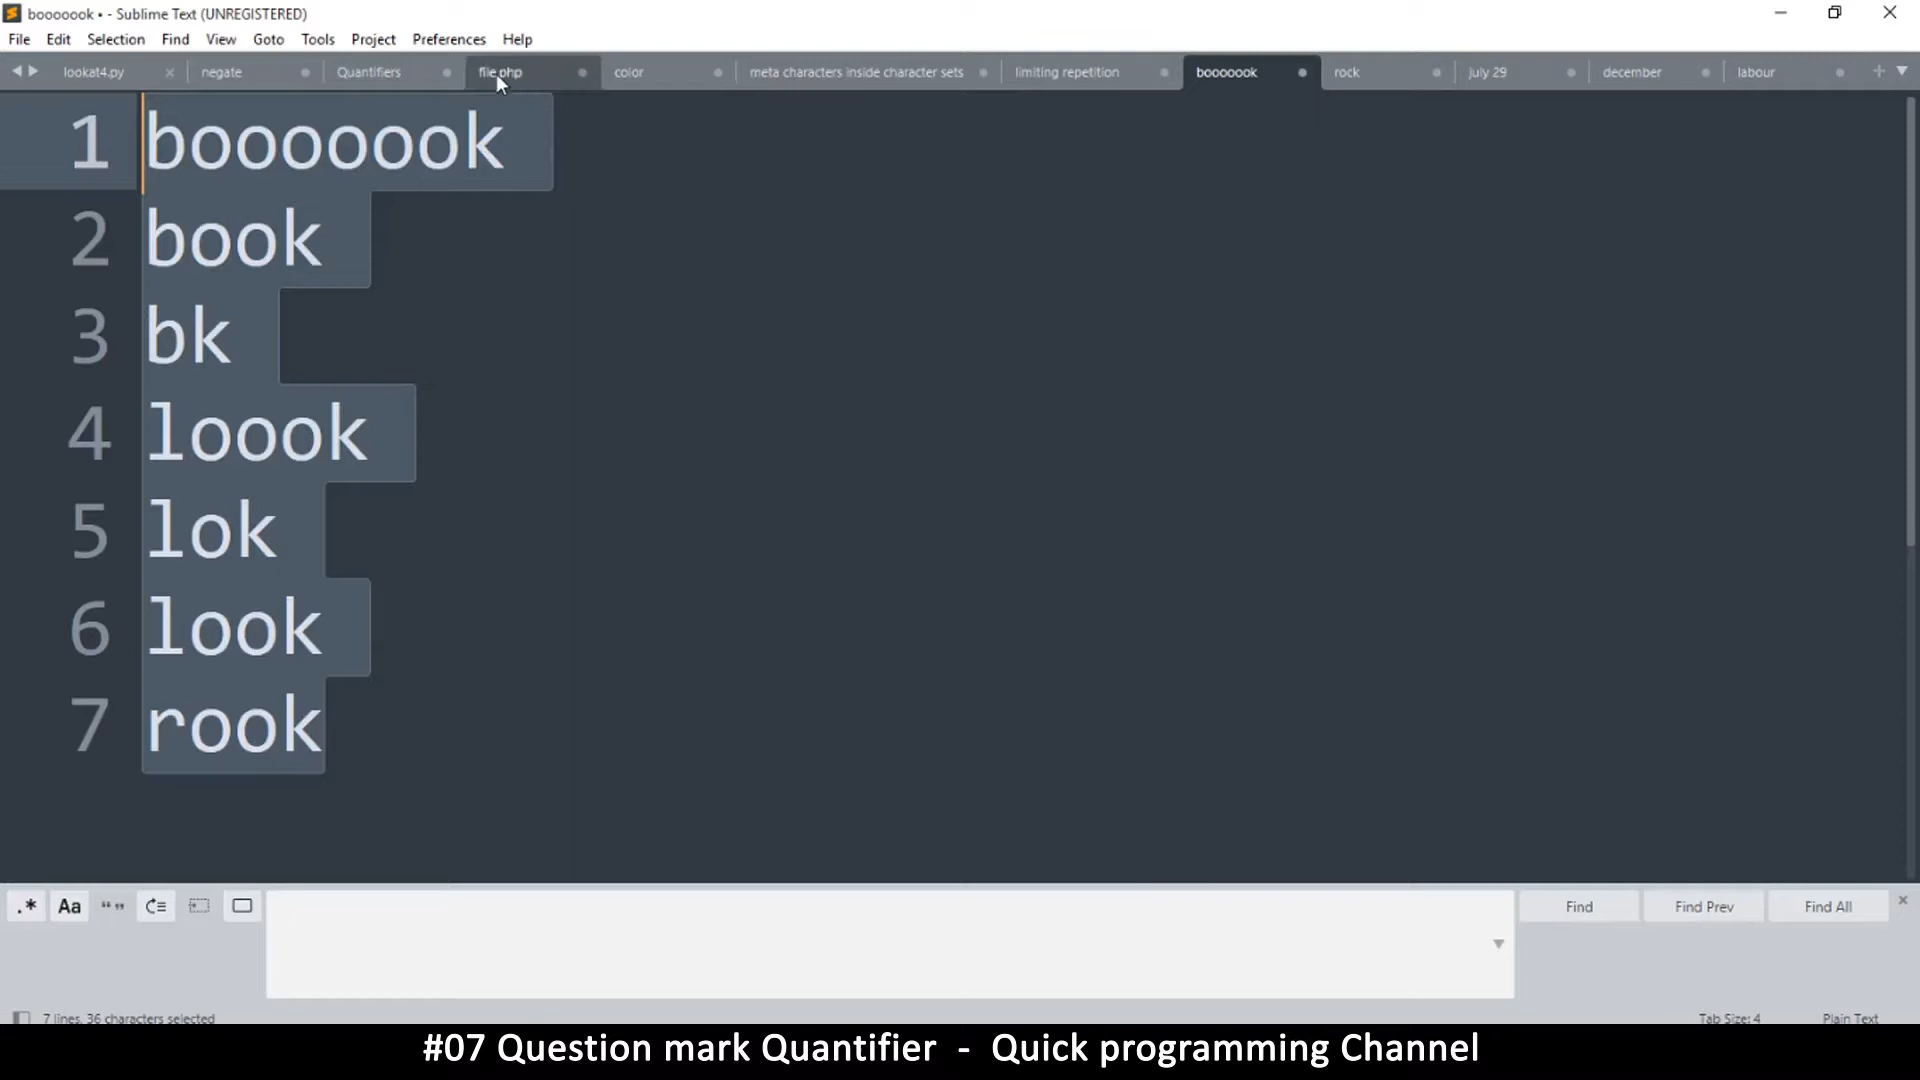 booooook • - Sublime Text (UNREGISTERED)
File Edit Selection Find View Goto Tools Project Preferences Help
lookat4.py negate Quantifiers file.php color meta characters inside character sets limiting repetition booooook rock july 29 december labour
1 booooook
2 book
3 bk
4 loook
5 lok
6 look
7 rook
.* Aa “” Find Find Prev Find All
7 lines, 36 characters selected Tab Size: 4 Plain Text
#07 Question mark Quantifier - Quick programming Channel